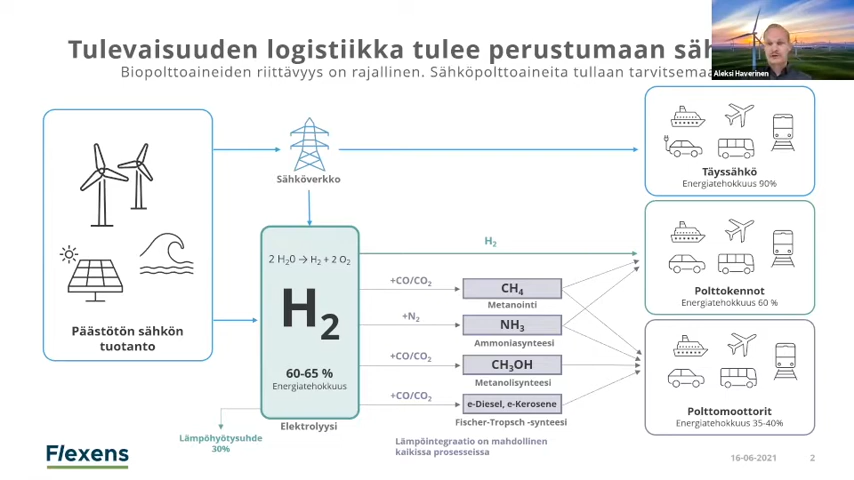 Tulevaisuuden logistiikka tulee perustumaan
Biopolttoaineiden riittävyys on rajallinen. Sähköpolttoaineita tullaan
Aleksi Haverinen
Sähköverkko
Täyssähkö
Energiatehokkuus 90%
Päästötön sähkön
tuotanto
2 H2O → H2 + 2 O2
H2
60-65 %
Energiatehokkuus
Elektrolyysi
Lämpöhyötysuhde
30%
H2
+CO/CO2
CH4
Metanointi
+N2
NH3
Ammoniasynteesi
+CO/CO2
CH3OH
Metanolisynteesi
+CO/CO2
e-Diesel, e-Kerosene
Fischer-Tropsch -synteesi
Lämpöintegraatio on mahdollinen
kaikissa prosesseissa
Polttokennot
Energiatehokkuus 60 %
Polttomoottorit
Energiatehokkuus 35-40%
Flexens
16-06-2021
2